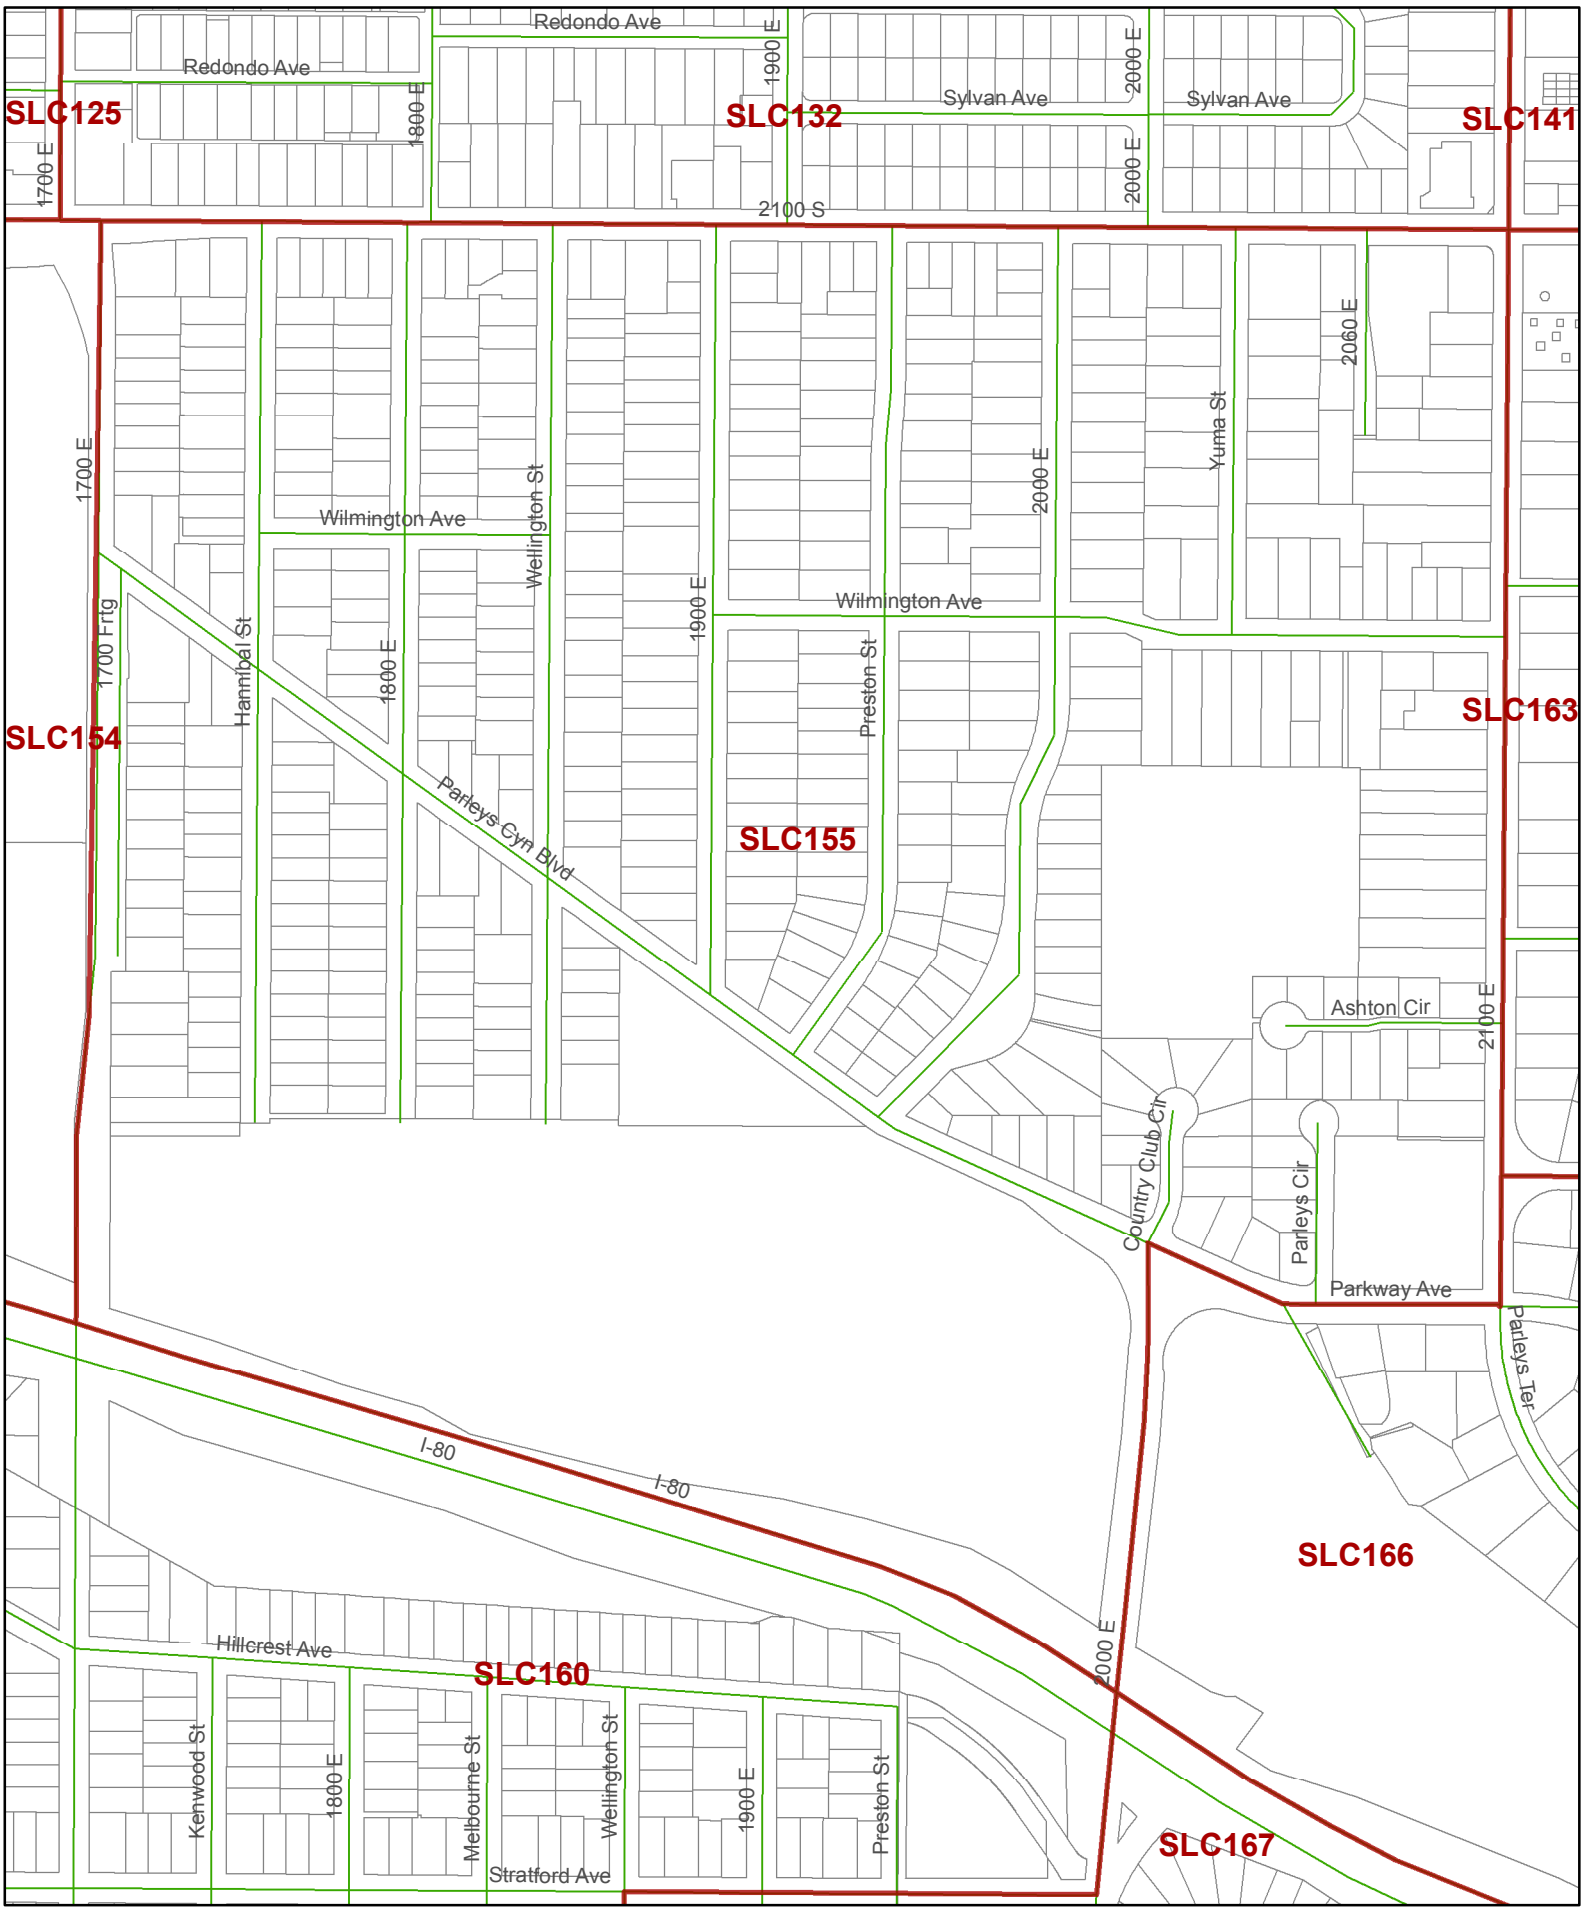 Redondo Ave
Redondo Ave
1900 E
2000 E
SLC125
1800 E
SLC132
Sylvan Ave
Sylvan Ave
SLC141
1700 E
2000 E
2100 S
2060 E
1700 E
Yuma St
2000 E
Wilmington Ave
Wellington St
1900 E
Wilmington Ave
1700 Frtg
Hannibal St
1800 E
Preston St
SLC154
SLC163
Parleys Cyn Blvd
SLC155
Ashton Cir
2100 E
Country Club Cir
Parleys Cir
Parkway Ave
Parleys Ter
I-80
I-80
SLC166
Hillcrest Ave
SLC160
2000 E
Kenwood St
1800 E
Melbourne St
Wellington St
1900 E
Preston St
SLC167
Stratford Ave